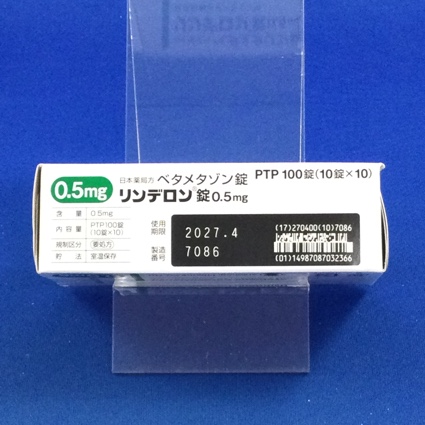 0.5mg
日本薬局方 ベタメタゾン錠 PTP 100錠(10錠×10)
リンデロン®錠0.5mg
含量 0.5mg
内容量 PTP100錠
(10錠×10)
規制区分 要処方
貯法 室温保存
使用
期限 2027.4
製造
番号 7086
(17)270400(10)7086
(01)14987087032366